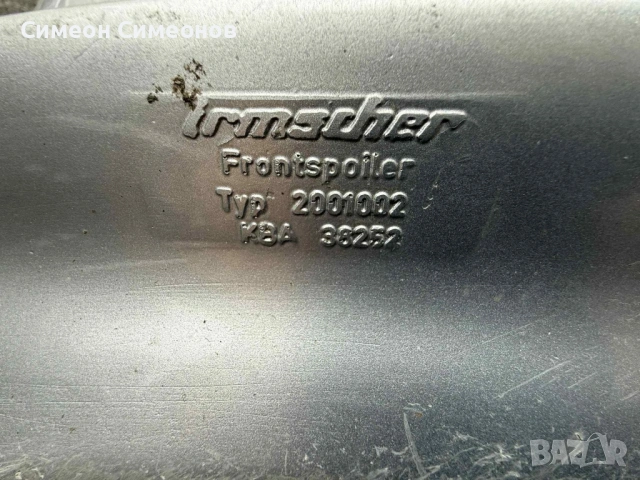 Симеон Симеонов
Irmscher
Frontspoiler
Typ 2001002
KBA 38252
BAZAR